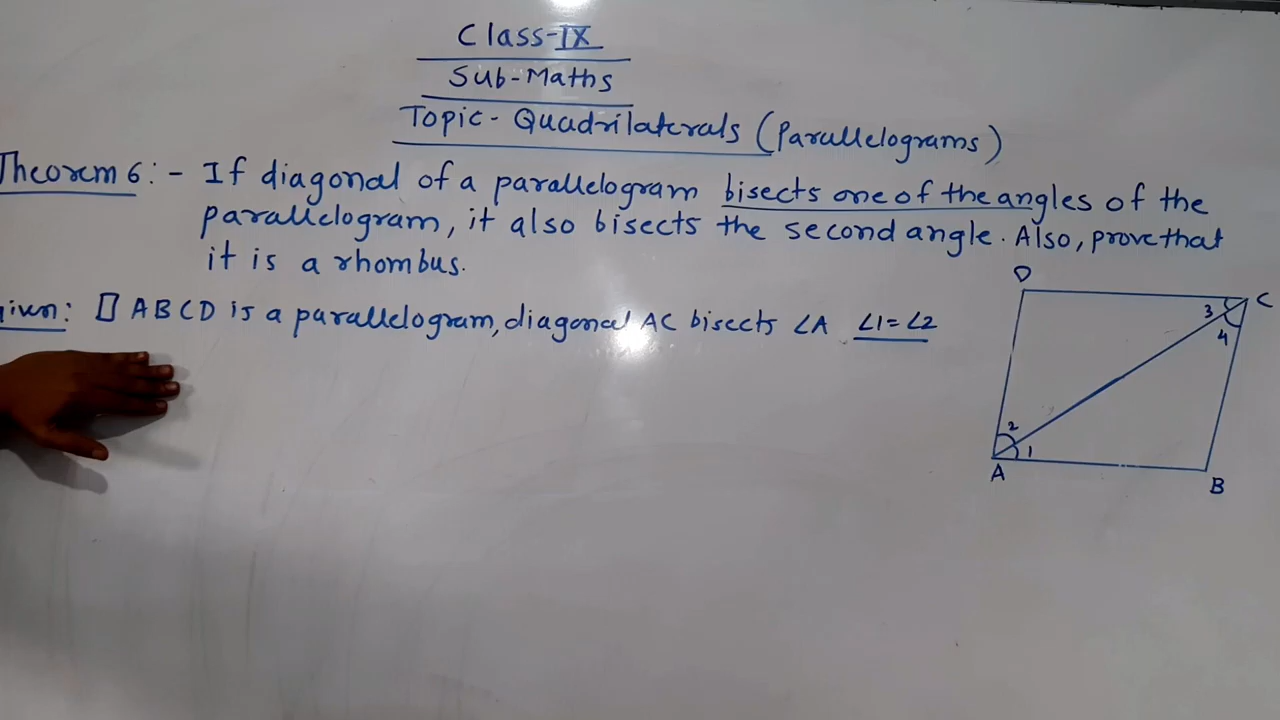 Class-IX
Sub-Maths
Topic- Quadrilaterals (Parallelograms)
Theorem 6:- If diagonal of a parallelogram bisects one of the angles of the
parallelogram, it also bisects the second angle. Also, prove that
it is a rhombus.
Given: ▯ ABCD is a parallelogram, diagonal AC bisects ∠A ∠1=∠2
D
C
3
4
2
1
A
B